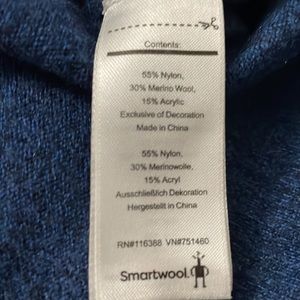 Contents:
55% Nylon,
30% Merino Wool,
15% Acrylic
Exclusive of Decoration
Made in China
55% Nylon,
30% Merinowolle,
15% Acryl
Ausschließlich Dekoration
Hergestellt in China
RN#116388 VN#751460
Smartwool